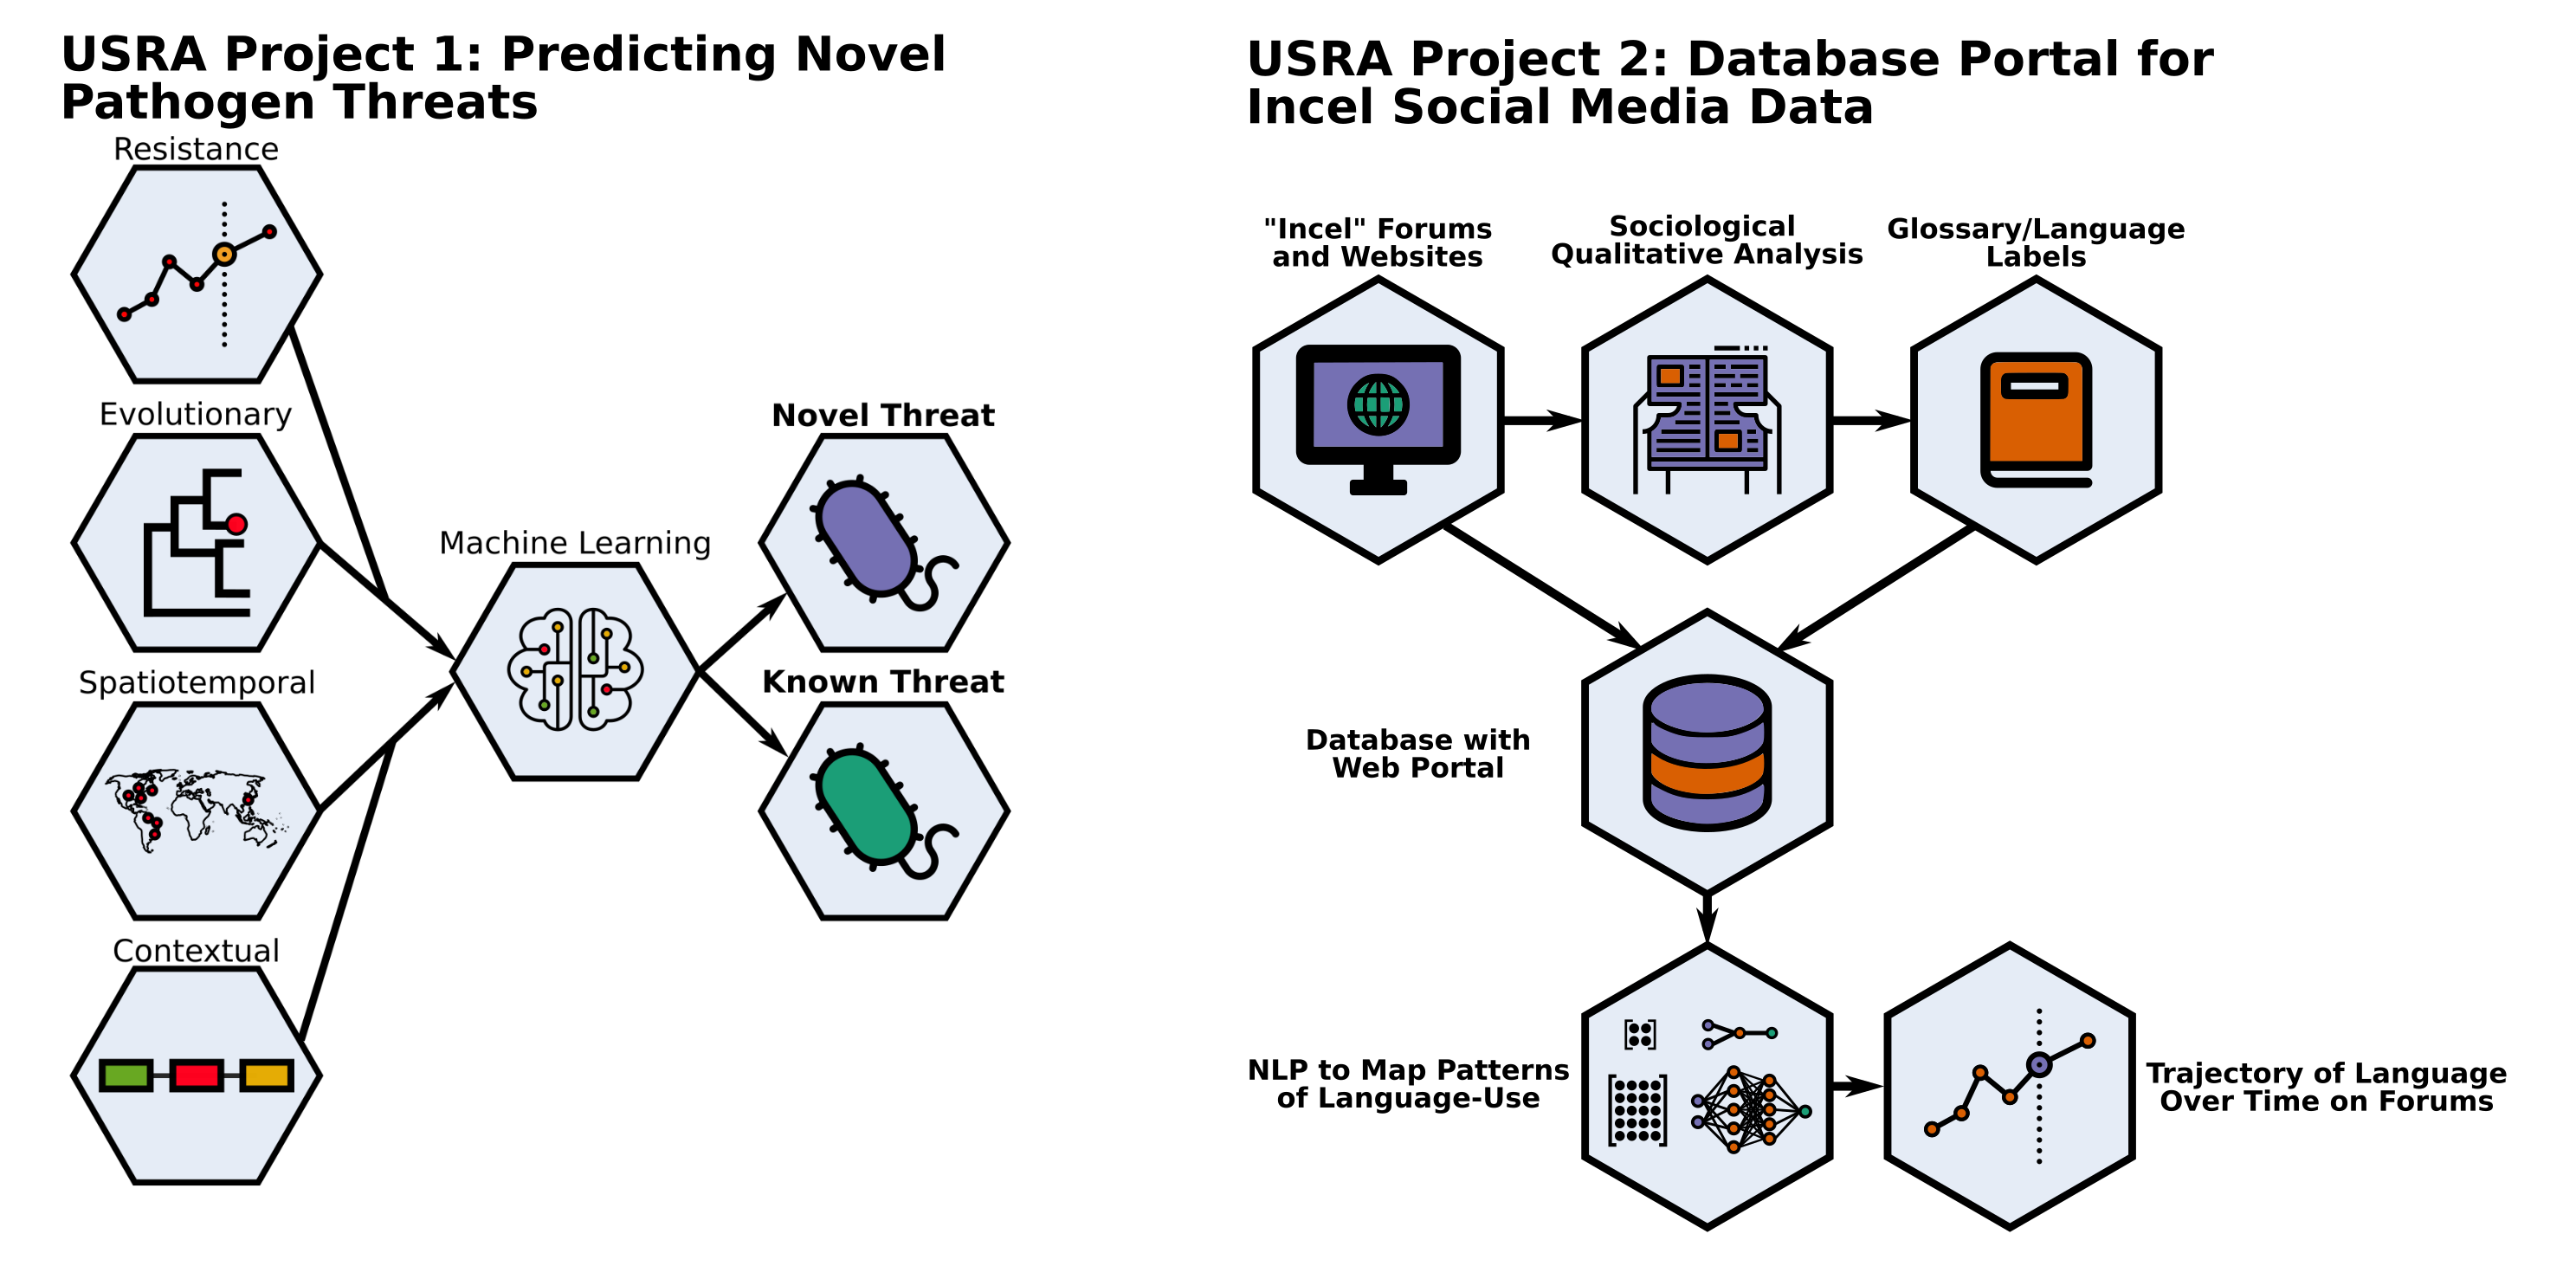 USRA Project 1: Predicting Novel
Pathogen Threats
Resistance
Evolutionary
Spatiotemporal
Contextual
Machine Learning
Novel Threat
Known Threat
USRA Project 2: Database Portal for
Incel Social Media Data
"Incel" Forums
and Websites
Sociological
Qualitative Analysis
Glossary/Language
Labels
Database with
Web Portal
NLP to Map Patterns
of Language-Use
Trajectory of Language
Over Time on Forums